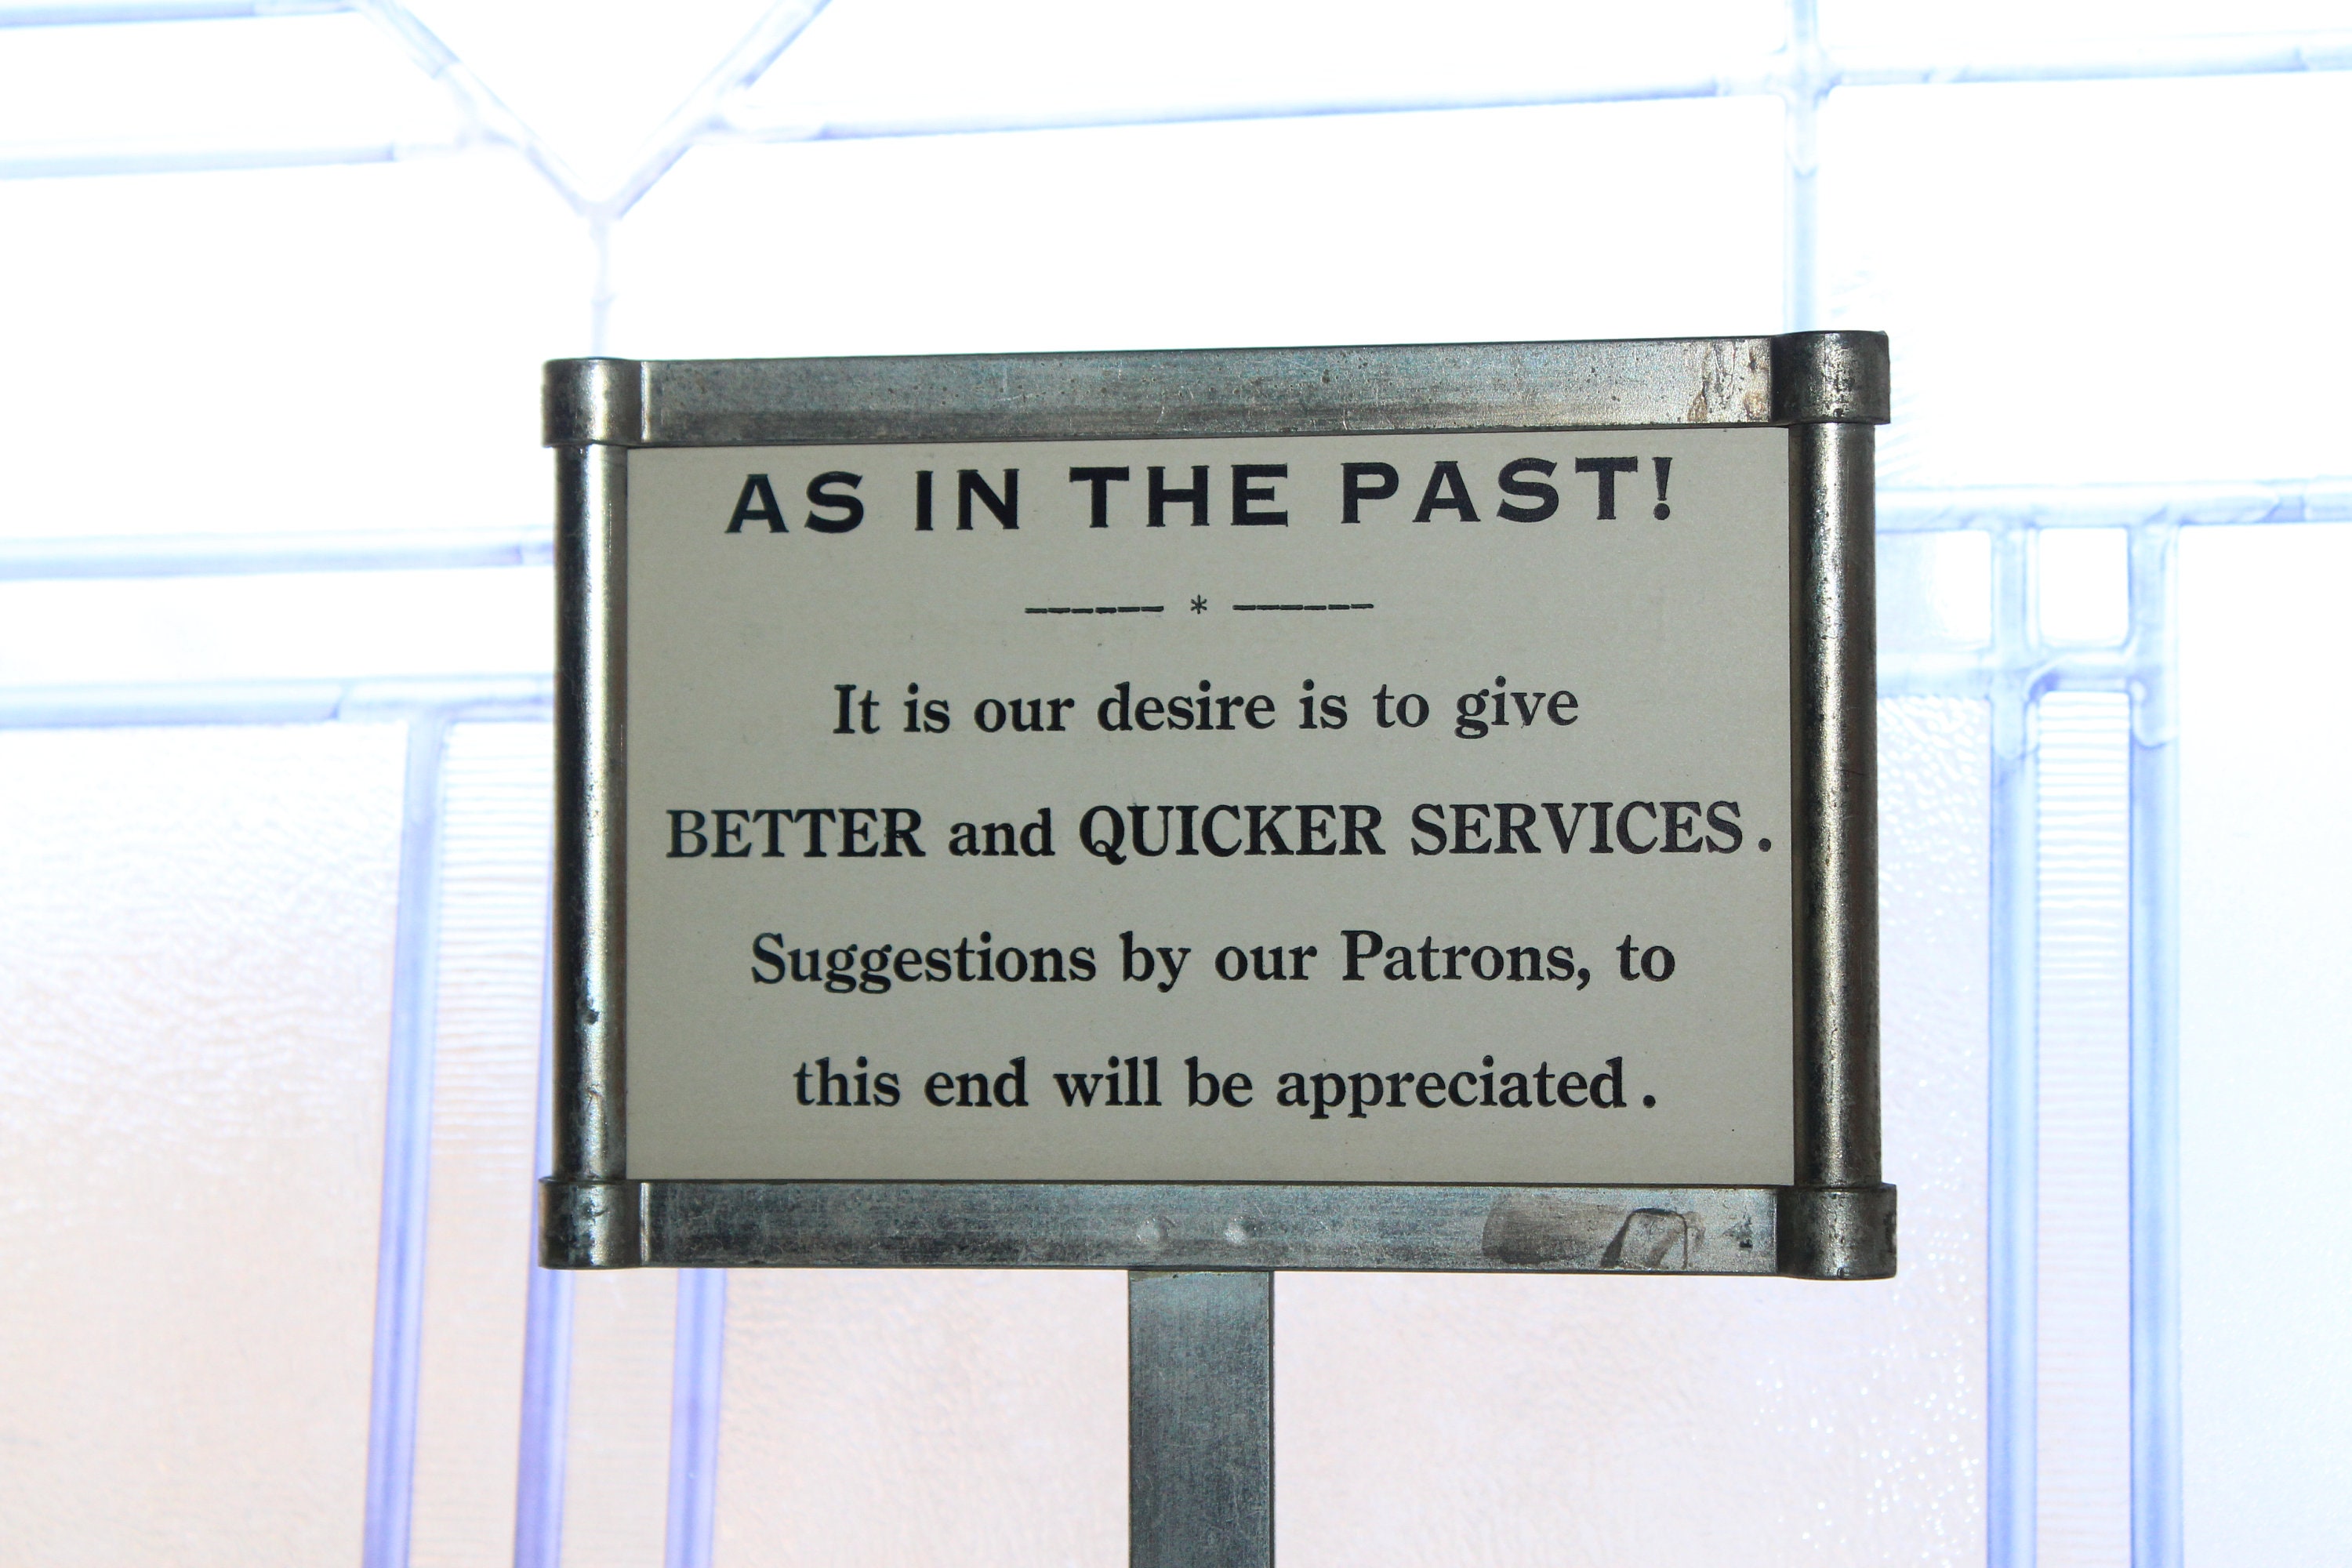 AS IN THE PAST!
------ * ------
It is our desire is to give
BETTER and QUICKER SERVICES.
Suggestions by our Patrons, to
this end will be appreciated.